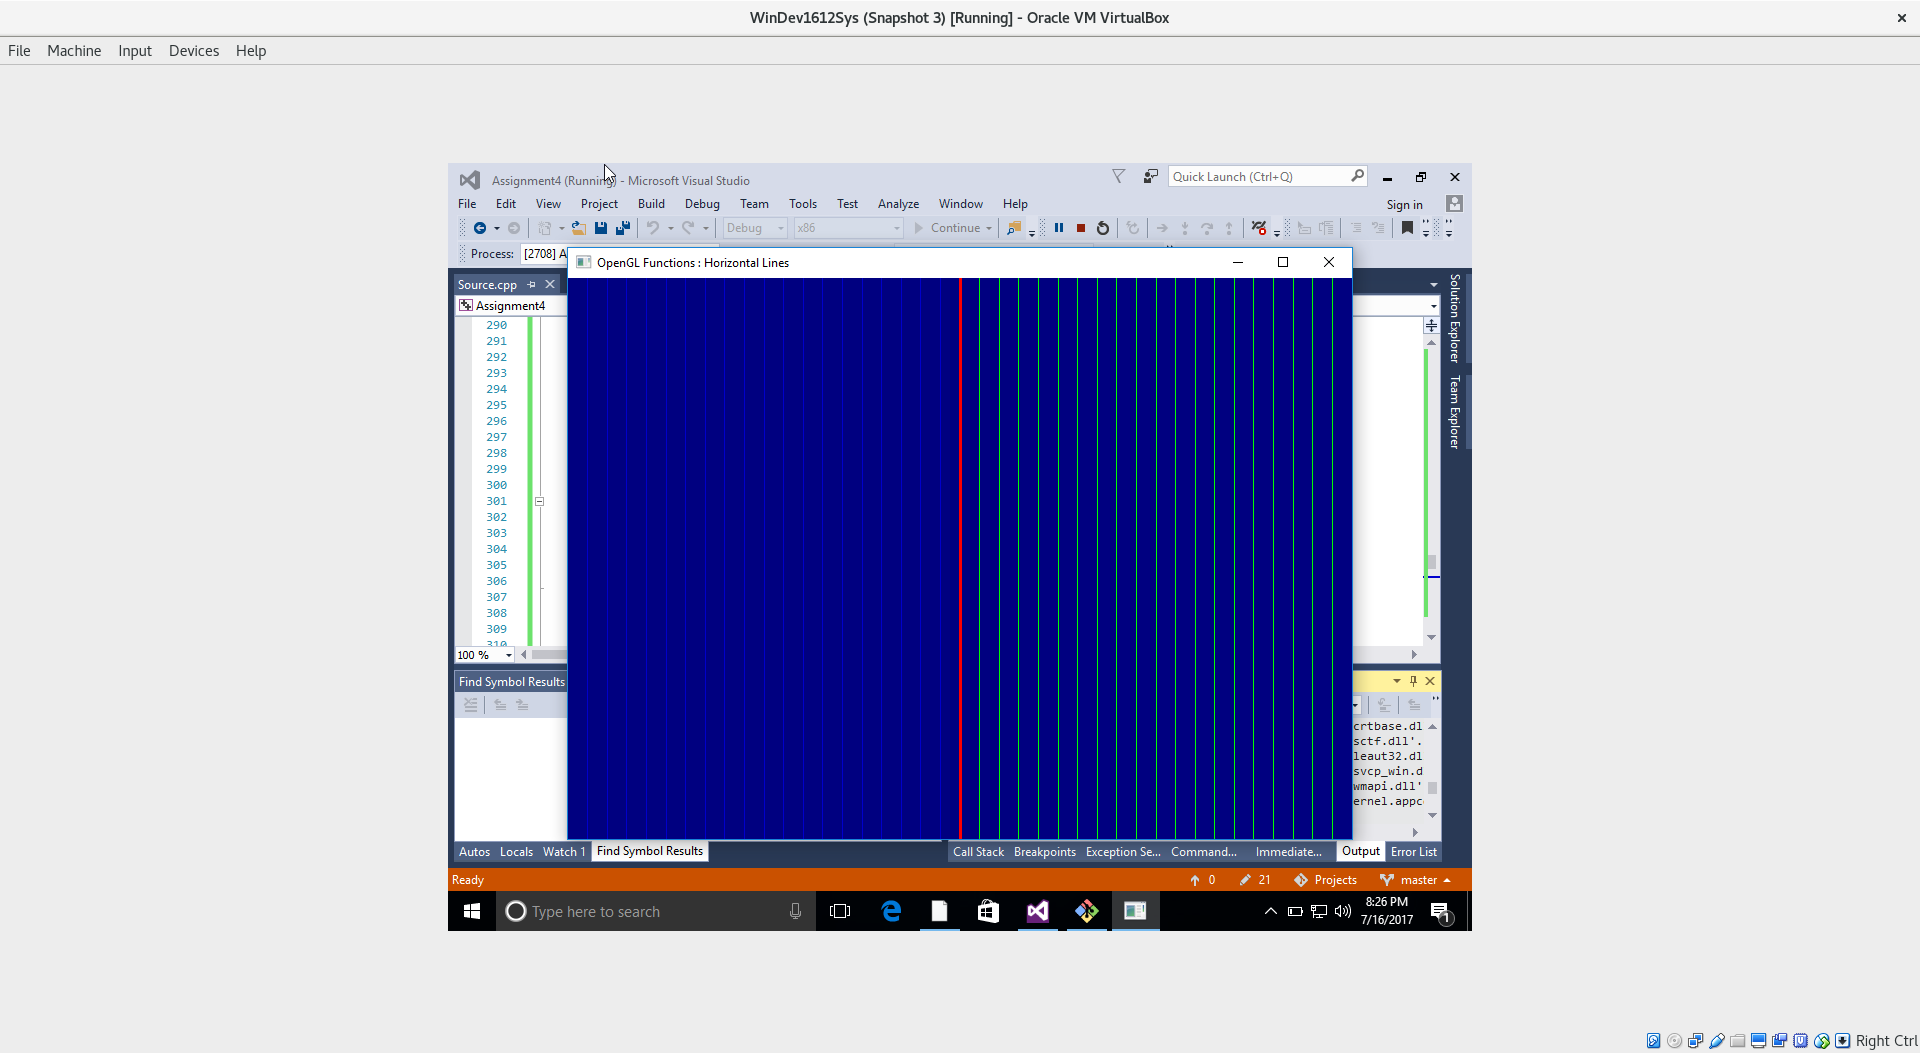 WinDev1612Sys (Snapshot 3) [Running] - Oracle VM VirtualBox
File Machine Input Devices Help
Assignment4 (Running) - Microsoft Visual Studio
Quick Launch (Ctrl+Q)
File Edit View Project Build Debug Team Tools Test Analyze Window Help
Sign in
Debug x86 Continue
Process: [2708] A
OpenGL Functions : Horizontal Lines
Source.cpp
Assignment4
Solution Explorer
Team Explorer
290
291
292
293
294
295
296
297
298
299
300
301
302
303
304
305
306
307
308
309
310
100 %
Find Symbol Results
crtbase.dl
sctf.dll'.
leaut32.dl
svcp_win.d
wmapi.dll'
ernel.appc
Autos Locals Watch 1 Find Symbol Results
Call Stack Breakpoints Exception Se... Command... Immediate... Output Error List
Ready
0 21 Projects master
Type here to search
8:26 PM
7/16/2017
1
Right Ctrl